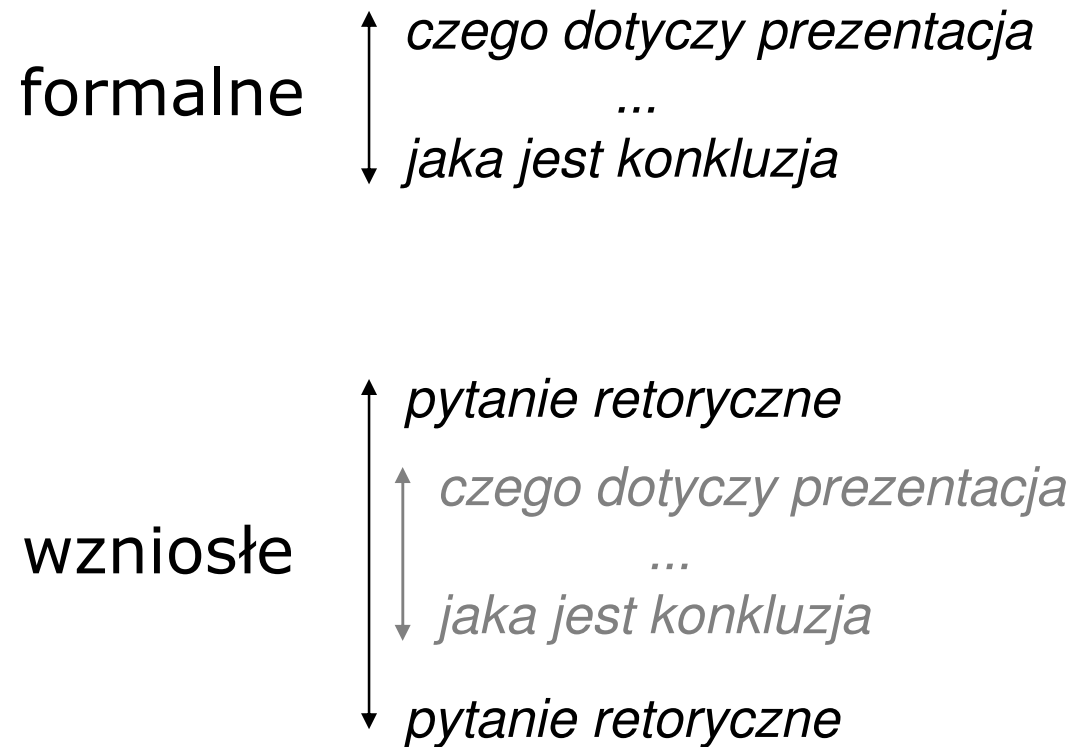 formalne
czego dotyczy prezentacja
...
jaka jest konkluzja
wzniosłe
pytanie retoryczne
czego dotyczy prezentacja
...
jaka jest konkluzja
pytanie retoryczne